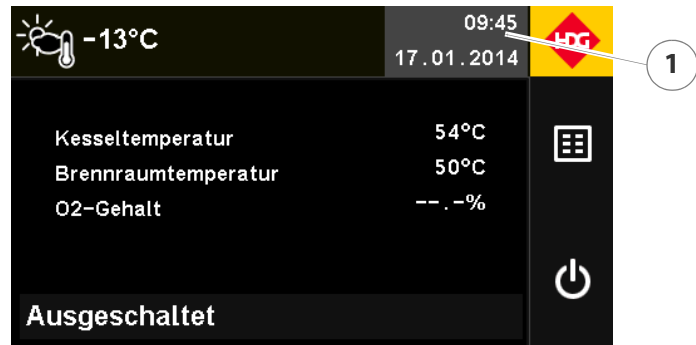 -13°C
09:45
17.01.2014
HDG
1
Kesseltemperatur 54°C
Brennraumtemperatur 50°C
O2-Gehalt --.-%
Ausgeschaltet